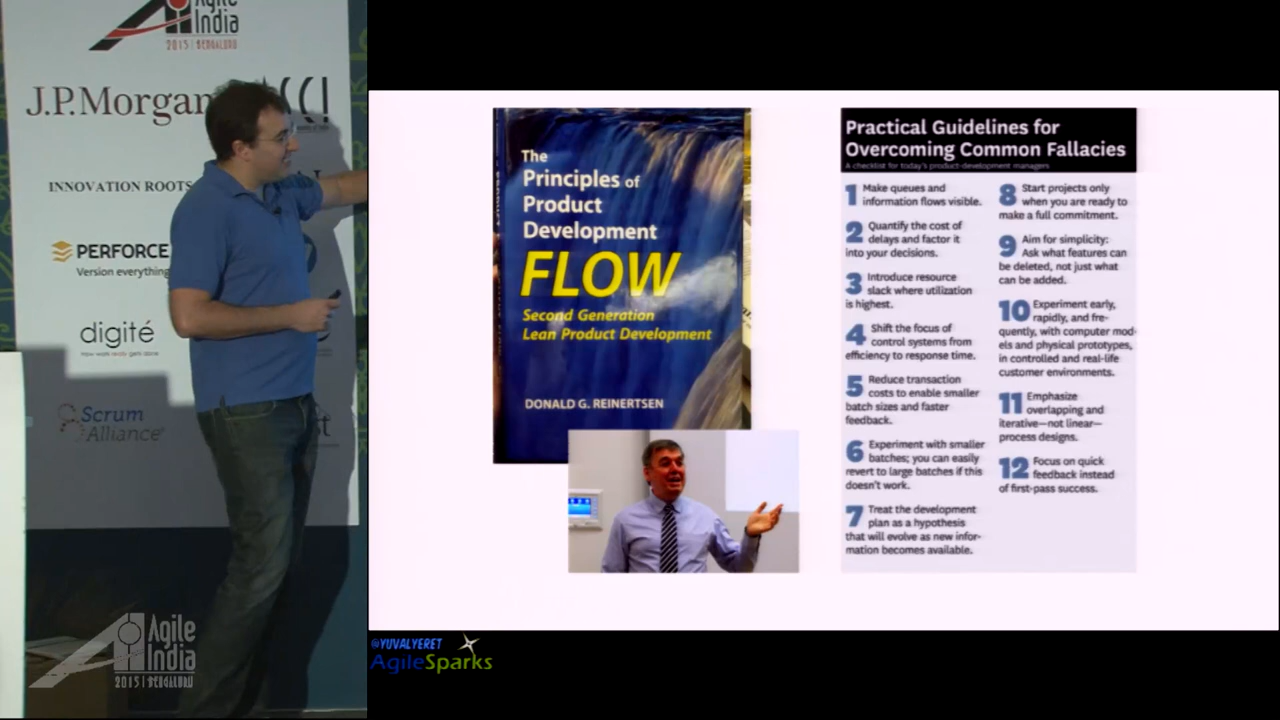 Agile
India
2015 | BENGALURU
J.P.Morgan
INNOVATION ROOTS
PERFORCE
Version everything
digité
How work-ready gets done
Scrum
Alliance®
Agile
India
2015 | BENGALURU
The
Principles of
Product
Development
FLOW
Second Generation
Lean Product Development
DONALD G. REINERTSEN
Practical Guidelines for
Overcoming Common Fallacies
A checklist for today's product-development managers
1 Make queues and
information flows visible.
2 Quantify the cost of
delays and factor it
into your decisions.
3 Introduce resource
slack where utilization
is highest.
4 Shift the focus of
control systems from
efficiency to response time.
5 Reduce transaction
costs to enable smaller
batch sizes and faster
feedback.
6 Experiment with smaller
batches; you can easily
revert to large batches if this
doesn't work.
7 Treat the development
plan as a hypothesis
that will evolve as new infor-
mation becomes available.
8 Start projects only
when you are ready to
make a full commitment.
9 Aim for simplicity:
Ask what features can
be deleted, not just what
can be added.
10 Experiment early,
rapidly, and fre-
quently, with computer mod-
els and physical prototypes,
in controlled and real-life
customer environments.
11 Emphasize
overlapping and
iterative—not linear—
process designs.
12 Focus on quick
feedback instead
of first-pass success.
@YUVALYERET
AgileSparks